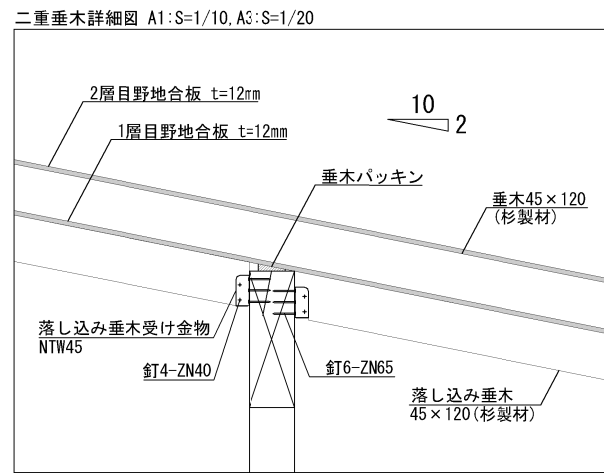 二重垂木詳細図 A1:S=1/10,A3:S=1/20
2層目野地合板 t=12mm
1層目野地合板 t=12mm
10
2
垂木パッキン
垂木45×120
(杉製材)
落し込み垂木受け金物
NTW45
釘4-ZN40
釘6-ZN65
落し込み垂木
45×120(杉製材)